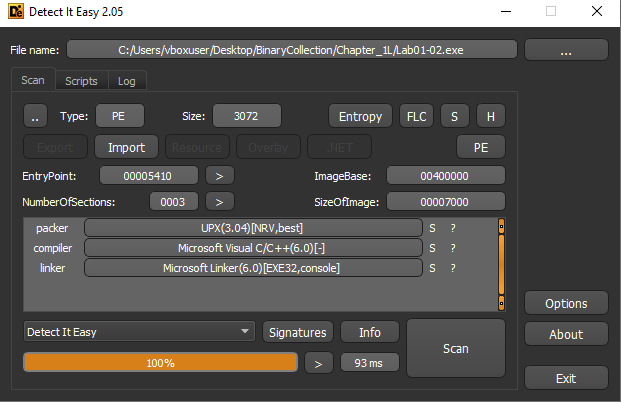 Detect It Easy 2.05
File name: C:/Users/vboxuser/Desktop/BinaryCollection/Chapter_1L/Lab01-02.exe ...
Scan Scripts Log
.. Type: PE Size: 3072 Entropy FLC S H
Export Import Resource Overlay .NET PE
EntryPoint: 00005410 > ImageBase: 00400000
NumberOfSections: 0003 > SizeOfImage: 00007000
packer UPX(3.04)[NRV,best] S ?
compiler Microsoft Visual C/C++(6.0)[-] S ?
linker Microsoft Linker(6.0)[EXE32,console] S ?
Options
Detect It Easy Signatures Info Scan About
100% > 93 ms
Exit